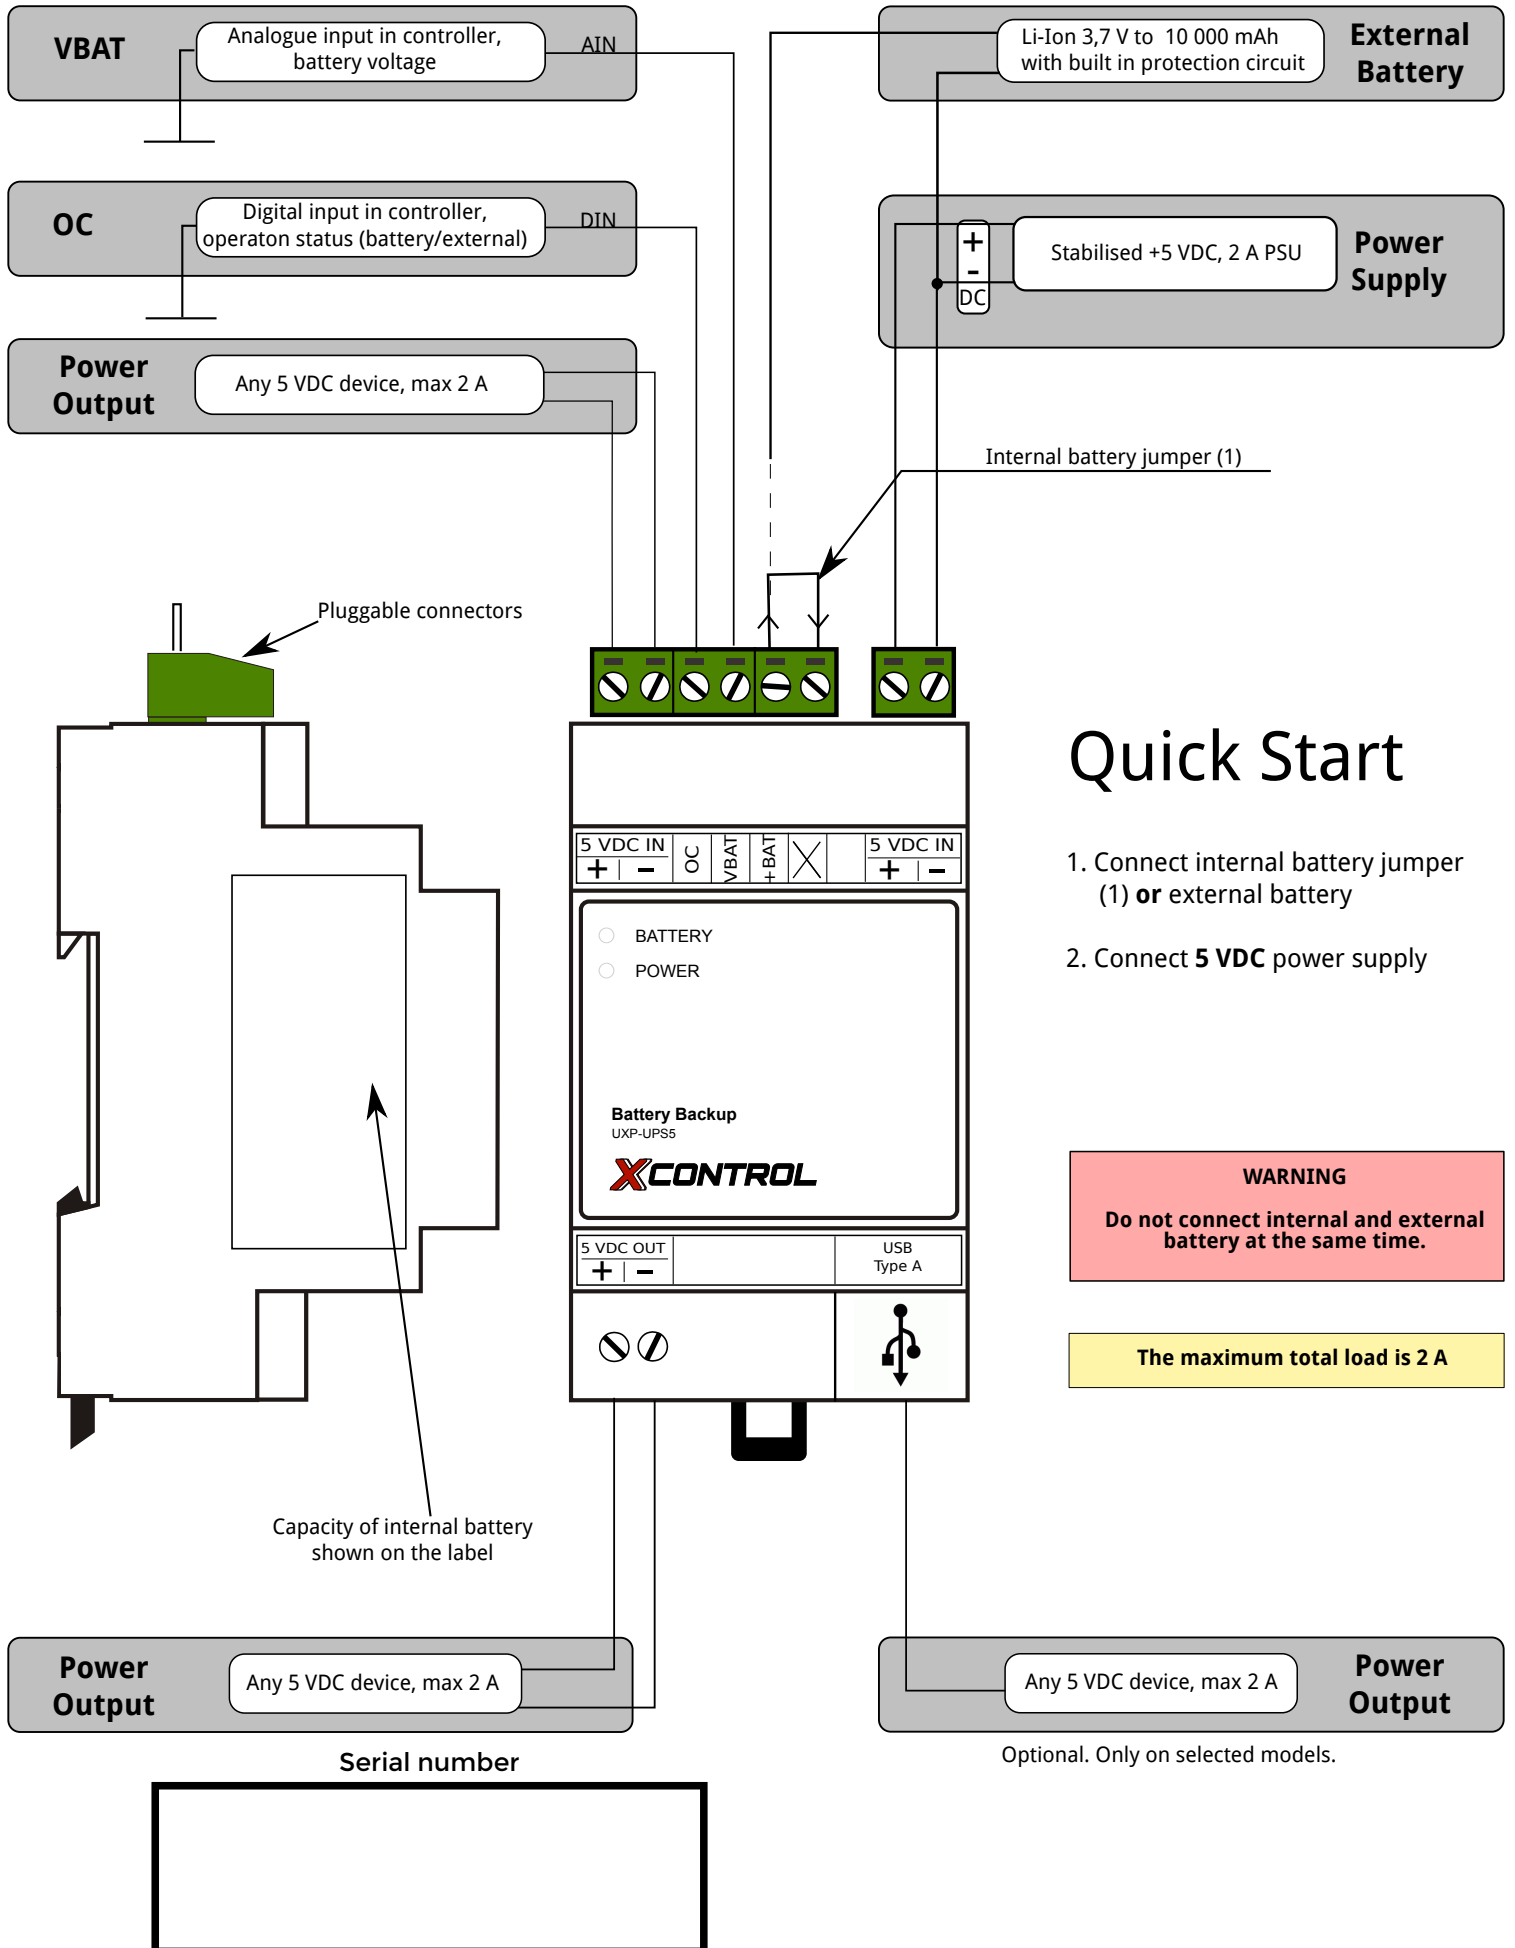 VBAT
Analogue input in controller,
battery voltage
AIN
Li-Ion 3,7 V to 10 000 mAh
with built in protection circuit
External
Battery
OC
Digital input in controller,
operaton status (battery/external)
DIN
+
-
DC
Stabilised +5 VDC, 2 A PSU
Power
Supply
Power
Output
Any 5 VDC device, max 2 A
Internal battery jumper (1)
Pluggable connectors
Quick Start
1. Connect internal battery jumper
(1) or external battery
2. Connect 5 VDC power supply
5 VDC IN
+ | -
OC
VBAT
+BAT
5 VDC IN
+ | -
BATTERY
POWER
Battery Backup
UXP-UPS5
XCONTROL
WARNING
Do not connect internal and external
battery at the same time.
The maximum total load is 2 A
5 VDC OUT
+ | -
USB
Type A
Capacity of internal battery
shown on the label
Power
Output
Any 5 VDC device, max 2 A
Any 5 VDC device, max 2 A
Power
Output
Optional. Only on selected models.
Serial number